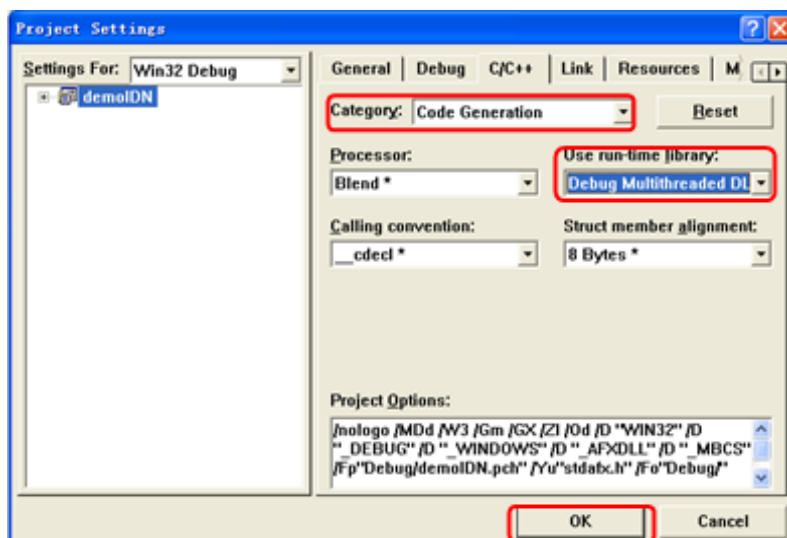 Project Settings
Settings For: Win32 Debug
General Debug C/C++ Link Resources M
demoIDN
Category: Code Generation Reset
Processor: Use run-time library:
Blend * Debug Multithreaded DL
Calling convention: Struct member alignment:
__cdecl * 8 Bytes *
Project Options:
/nologo /MDd /W3 /Gm /GX /ZI /Od /D "WIN32" /D
"_DEBUG" /D "_WINDOWS" /D "_AFXDLL" /D "_MBCS"
/Fp"Debug/demoIDN.pch" /Yu"stdafx.h" /Fo"Debug/"
OK Cancel